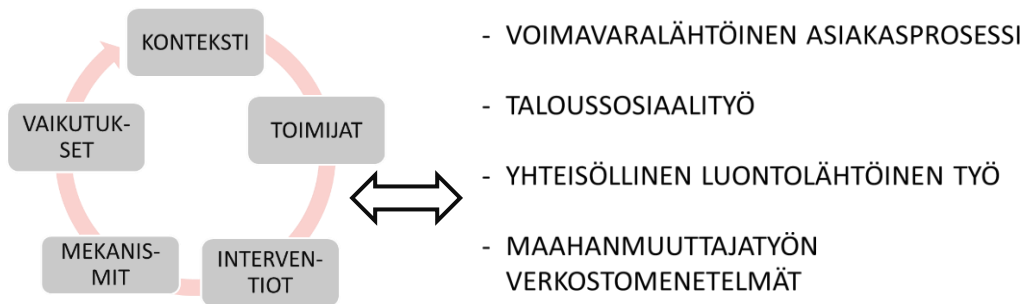 KONTEKSTI
TOIMIJAT
INTERVEN-
TIOT
MEKANIS-
MIT
VAIKUTUK-
SET
- VOIMAVARALÄHTÖINEN ASIAKASPROSESSI
- TALOUSSOSIAALITYÖ
- YHTEISÖLLINEN LUONTOLÄHTÖINEN TYÖ
- MAAHANMUUTTAJATYÖN
VERKOSTOMENETELMÄT